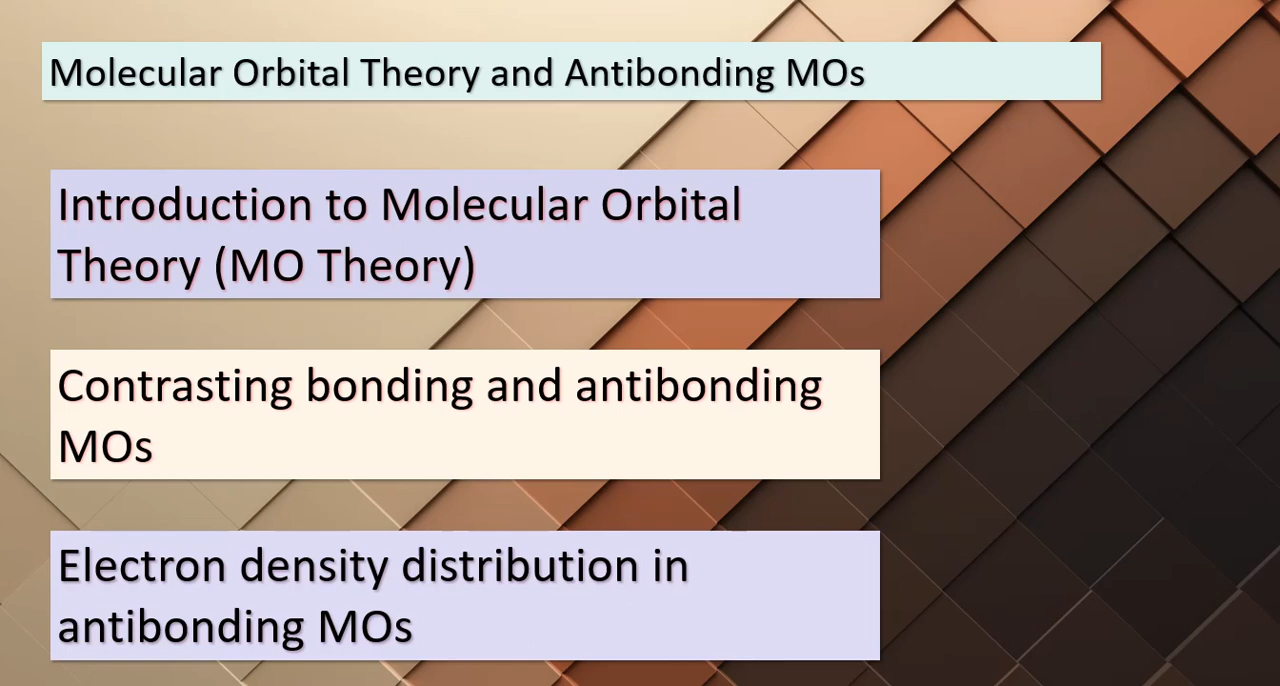 Molecular Orbital Theory and Antibonding MOs
Introduction to Molecular Orbital
Theory (MO Theory)
Contrasting bonding and antibonding
MOs
Electron density distribution in
antibonding MOs